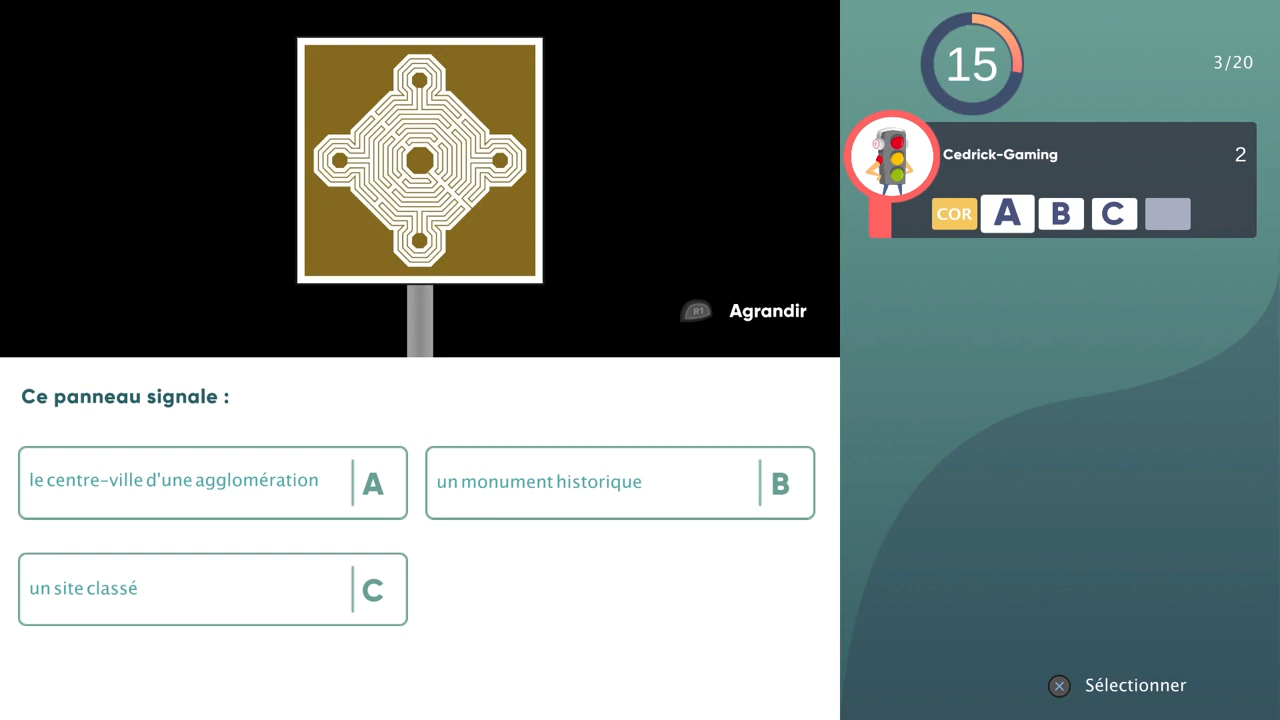 15
3/20
Cedrick-Gaming
2
COR A B C
R1
Agrandir
Ce panneau signale :
le centre-ville d'une agglomération A
un monument historique B
un site classé C
Sélectionner